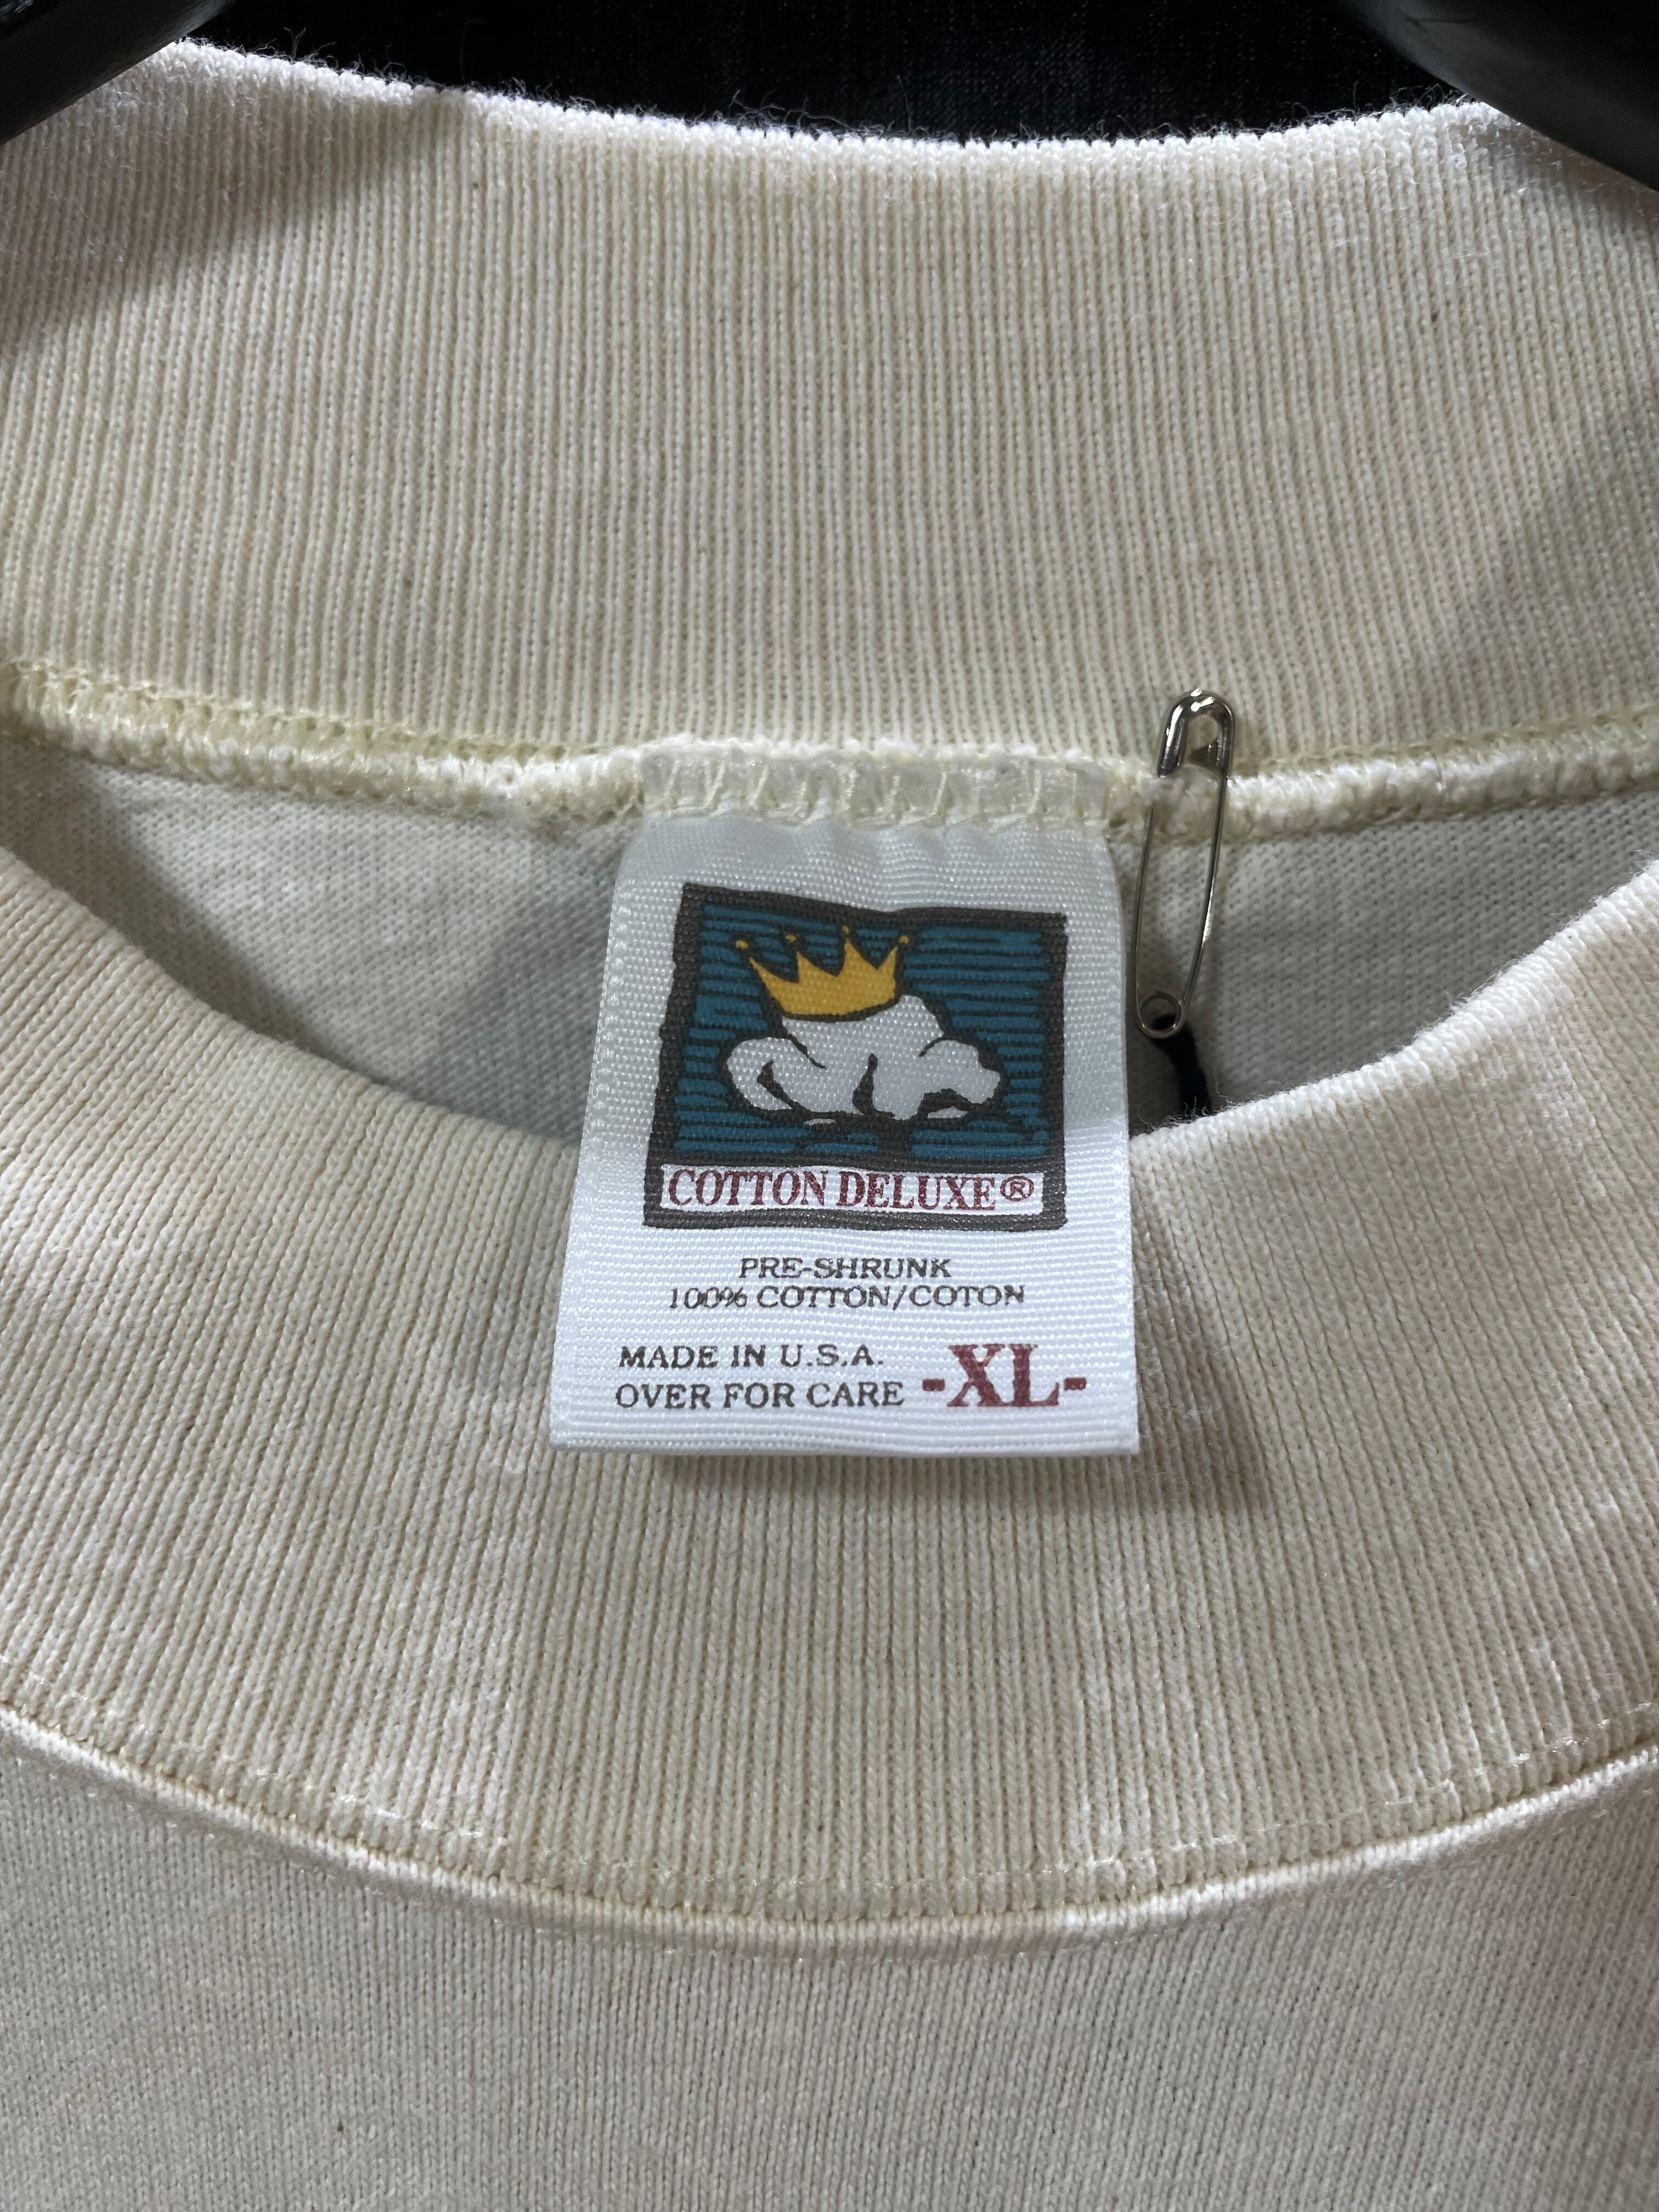 COTTON DELUXE®
PRE-SHRUNK
100% COTTON/COTON
MADE IN U.S.A.
OVER FOR CARE -XL-